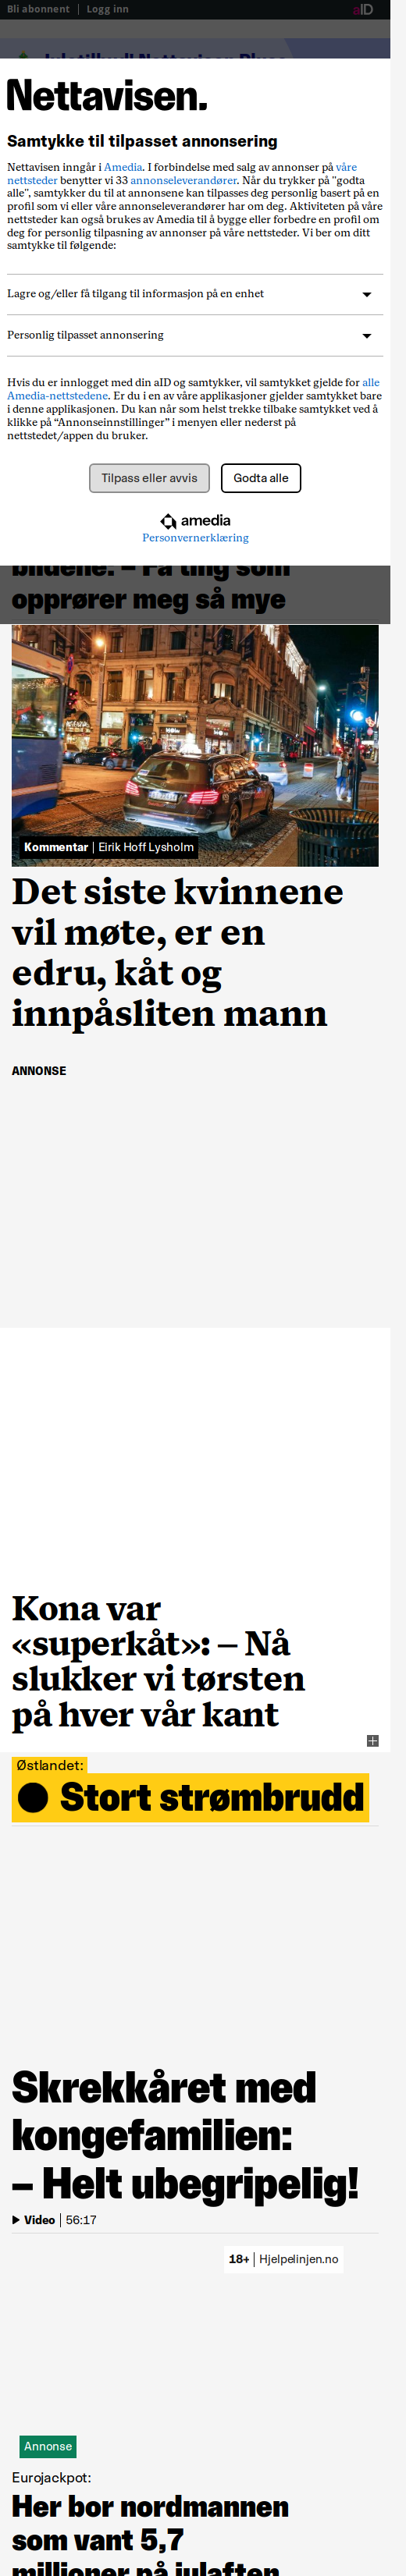 Bli abonnent
Logg inn
aID
Nettavisen.
Samtykke til tilpasset annonsering
Nettavisen inngår i Amedia. I forbindelse med salg av annonser på våre
nettsteder benytter vi 33 annonseleverandører. Når du trykker på "godta
alle", samtykker du til at annonsene kan tilpasses deg personlig basert på en
profil som vi eller våre annonseleverandører har om deg. Aktiviteten på våre
nettsteder kan også brukes av Amedia til å bygge eller forbedre en profil om
deg for personlig tilpasning av annonser på våre nettsteder. Vi ber om ditt
samtykke til følgende:
Lagre og/eller få tilgang til informasjon på en enhet
Personlig tilpasset annonsering
Hvis du er innlogget med din aID og samtykker, vil samtykket gjelde for alle
Amedia-nettstedene. Er du i en av våre applikasjoner gjelder samtykket bare
i denne applikasjonen. Du kan når som helst trekke tilbake samtykket ved å
klikke på “Annonseinnstillinger” i menyen eller nederst på
nettstedet/appen du bruker.
Tilpass eller avvis
Godta alle
amedia
Personvernerklæring
bildene: – Få ting som
opprører meg så mye
Kommentar | Eirik Hoff Lysholm
Det siste kvinnene
vil møte, er en
edru, kåt og
innpåsliten mann
ANNONSE
Kona var
«superkåt»: – Nå
slukker vi tørsten
på hver vår kant
Østlandet:
Stort strømbrudd
Skrekkåret med
kongefamilien:
– Helt ubegripelig!
Video | 56:17
18+ | Hjelpelinjen.no
Annonse
Eurojackpot:
Her bor nordmannen
som vant 5,7
millioner på julaften